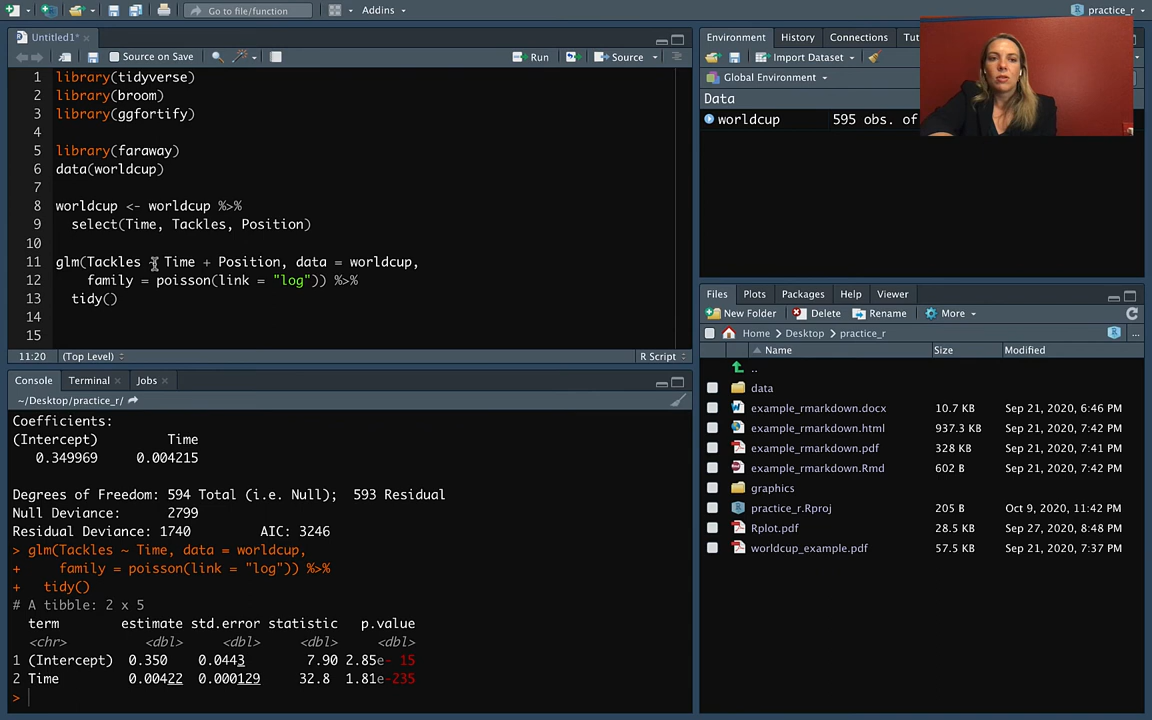 Go to file/function
Addins
practice_r
Untitled1*
Source on Save
Run
Source
1 library(tidyverse)
2 library(broom)
3 library(ggfortify)
4
5 library(faraway)
6 data(worldcup)
7
8 worldcup <- worldcup %>%
9 select(Time, Tackles, Position)
10
11 glm(Tackles ~ Time + Position, data = worldcup,
12 family = poisson(link = "log")) %>%
13 tidy()
14
15
11:20 (Top Level) R Script
Console Terminal Jobs
~/Desktop/practice_r/
Coefficients:
(Intercept) Time
0.349969 0.004215
Degrees of Freedom: 594 Total (i.e. Null); 593 Residual
Null Deviance: 2799
Residual Deviance: 1740 AIC: 3246
> glm(Tackles ~ Time, data = worldcup,
+ family = poisson(link = "log")) %>%
+ tidy()
# A tibble: 2 x 5
term estimate std.error statistic p.value
<chr> <dbl> <dbl> <dbl> <dbl>
1 (Intercept) 0.350 0.0443 7.90 2.85e- 15
2 Time 0.00422 0.000129 32.8 1.81e-235
>
Environment History Connections Tut
Import Dataset
Global Environment
Data
worldcup 595 obs. of
Files Plots Packages Help Viewer
New Folder Delete Rename More
Home Desktop practice_r
Name Size Modified
..
data
example_rmarkdown.docx 10.7 KB Sep 21, 2020, 6:46 PM
example_rmarkdown.html 937.3 KB Sep 21, 2020, 7:42 PM
example_rmarkdown.pdf 328 KB Sep 21, 2020, 7:41 PM
example_rmarkdown.Rmd 602 B Sep 21, 2020, 7:42 PM
graphics
practice_r.Rproj 205 B Oct 9, 2020, 11:42 PM
Rplot.pdf 28.5 KB Sep 27, 2020, 8:48 PM
worldcup_example.pdf 57.5 KB Sep 21, 2020, 7:37 PM